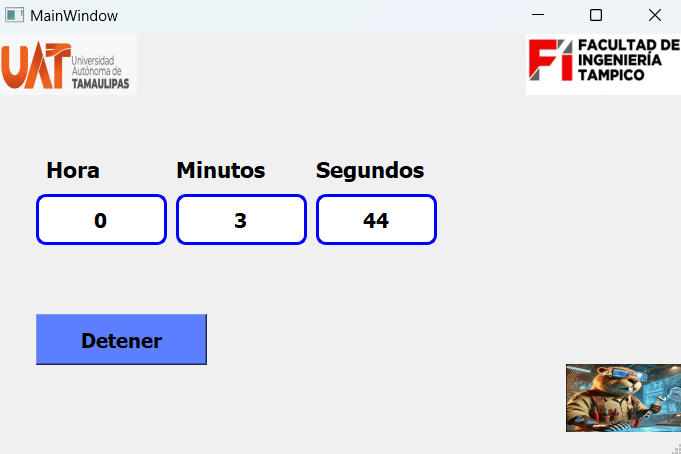 MainWindow
UAT Universidad
Autónoma de
TAMAULIPAS
Fi FACULTAD DE
INGENIERÍA
TAMPICO
Hora Minutos Segundos
0 3 44
Detener